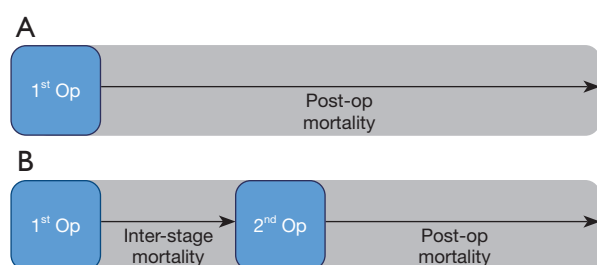 A
1st Op
Post-op
mortality
B
1st Op
Inter-stage
mortality
2nd Op
Post-op
mortality